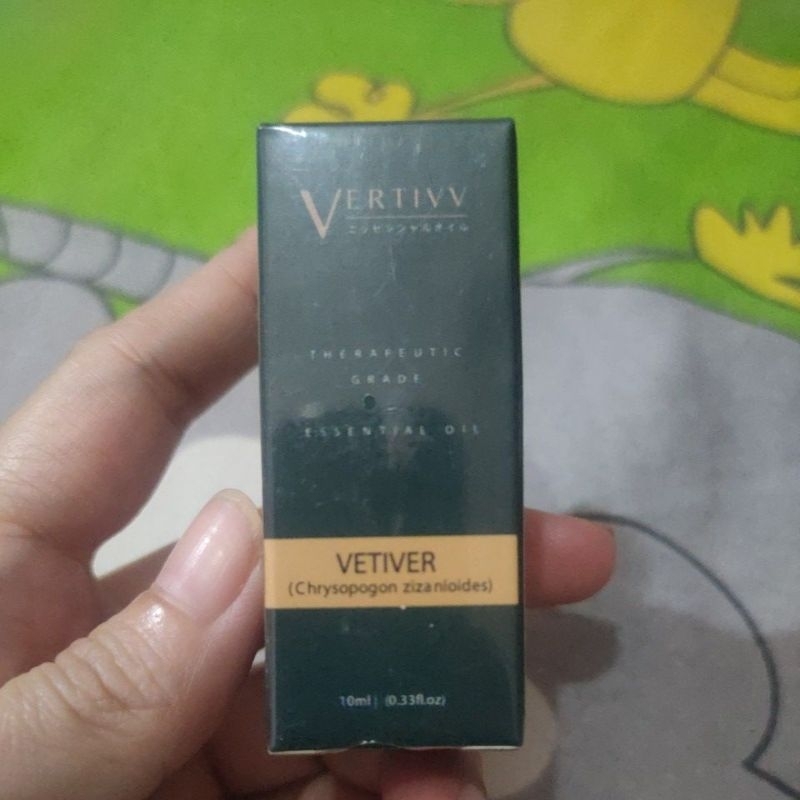 VERTIVV
エッセンシャルオイル
THERAPEUTIC
GRADE
ESSENTIAL OIL
VETIVER
(Chrysopogon zizanioides)
10ml | (0.33fl.oz)